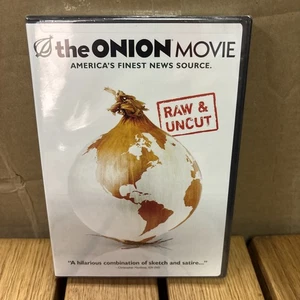 the ONION MOVIE
AMERICA'S FINEST NEWS SOURCE.
RAW &
UNCUT
"A hilarious combination of sketch and satire..."